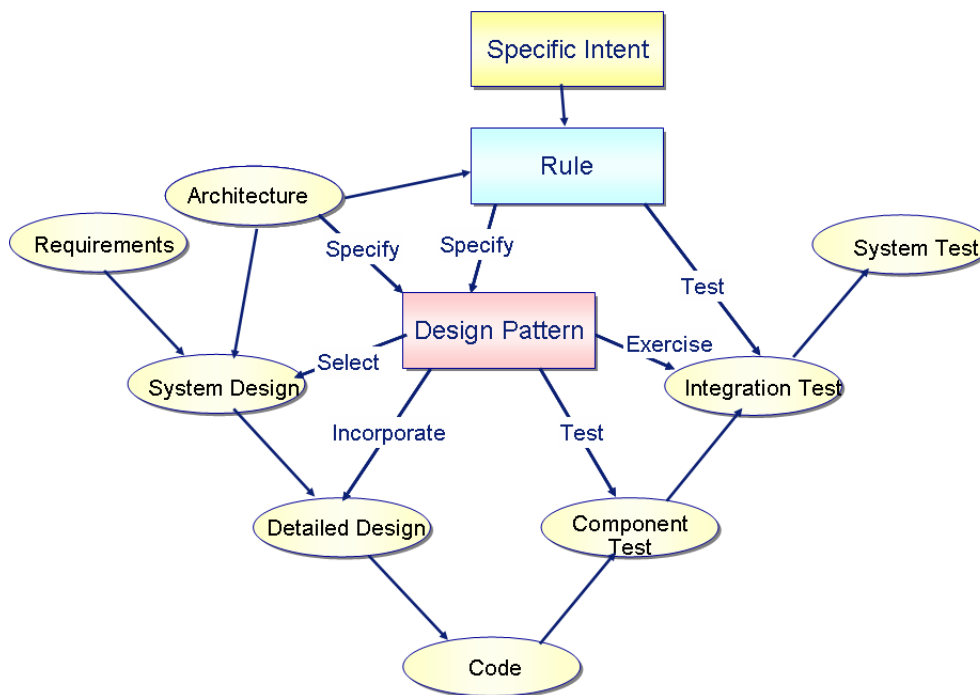 Specific Intent
Rule
Architecture
Requirements
System Test
Specify
Specify
Test
Design Pattern
Exercise
Select
System Design
Integration Test
Incorporate
Test
Detailed Design
Component
Test
Code